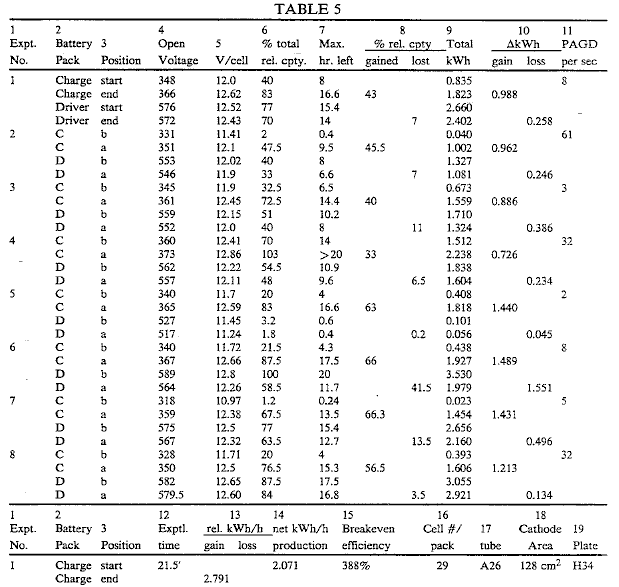 TABLE 5
1 2 4 6 7 8 9 10 11
Expt. Battery 3 Open 5 % total Max. % rel. cpty Total ΔkWh PAGD
No. Pack Position Voltage V/cell rel. cpty. hr. left gained lost kWh gain loss per sec
1 Charge start 348 12.0 40 8 0.835 8
Charge end 366 12.62 83 16.6 43 1.823 0.988
Driver start 576 12.52 77 15.4 2.660
Driver end 572 12.43 70 14 7 2.402 0.258
2 C b 331 11.41 2 0.4 0.040 61
C a 351 12.1 47.5 9.5 45.5 1.002 0.962
D b 553 12.02 40 8 1.327
D a 546 11.9 33 6.6 7 1.081 0.246
3 C b 345 11.9 32.5 6.5 0.673 3
C a 361 12.45 72.5 14.4 40 1.559 0.886
D b 559 12.15 51 10.2 1.710
D a 552 12.0 40 8 11 1.324 0.386
4 C b 360 12.41 70 14 1.512 32
C a 373 12.86 103 >20 33 2.238 0.726
D b 562 12.22 54.5 10.9 1.838
D a 557 12.11 48 9.6 6.5 1.604 0.234
5 C b 340 11.7 20 4 0.408 2
C a 365 12.59 83 16.6 63 1.818 1.440
D b 527 11.45 3.2 0.6 0.101
D a 517 11.24 1.8 0.4 0.2 0.056 0.045
6 C b 340 11.72 21.5 4.3 0.438 8
C a 367 12.66 87.5 17.5 66 1.927 1.489
D b 589 12.8 100 20 3.530
D a 564 12.26 58.5 11.7 41.5 1.979 1.551
7 C b 318 10.97 1.2 0.24 0.023 5
C a 359 12.38 67.5 13.5 66.3 1.454 1.431
D b 575 12.5 77 15.4 2.656
D a 567 12.32 63.5 12.7 13.5 2.160 0.496
8 C b 328 11.71 20 4 0.393 32
C a 350 12.5 76.5 15.3 56.5 1.606 1.213
D b 582 12.65 87.5 17.5 3.055
D a 579.5 12.60 84 16.8 3.5 2.921 0.134
1 2 12 13 14 15 16 18
Expt. Battery 3 Exptl. rel. kWh/h net kWh/h Breakeven Cell #/ 17 Cathode 19
No. Pack Position time gain loss production efficiency pack tube Area Plate
1 Charge start 21.5' 2.071 388% 29 A26 128 cm² H34
Charge end 2.791